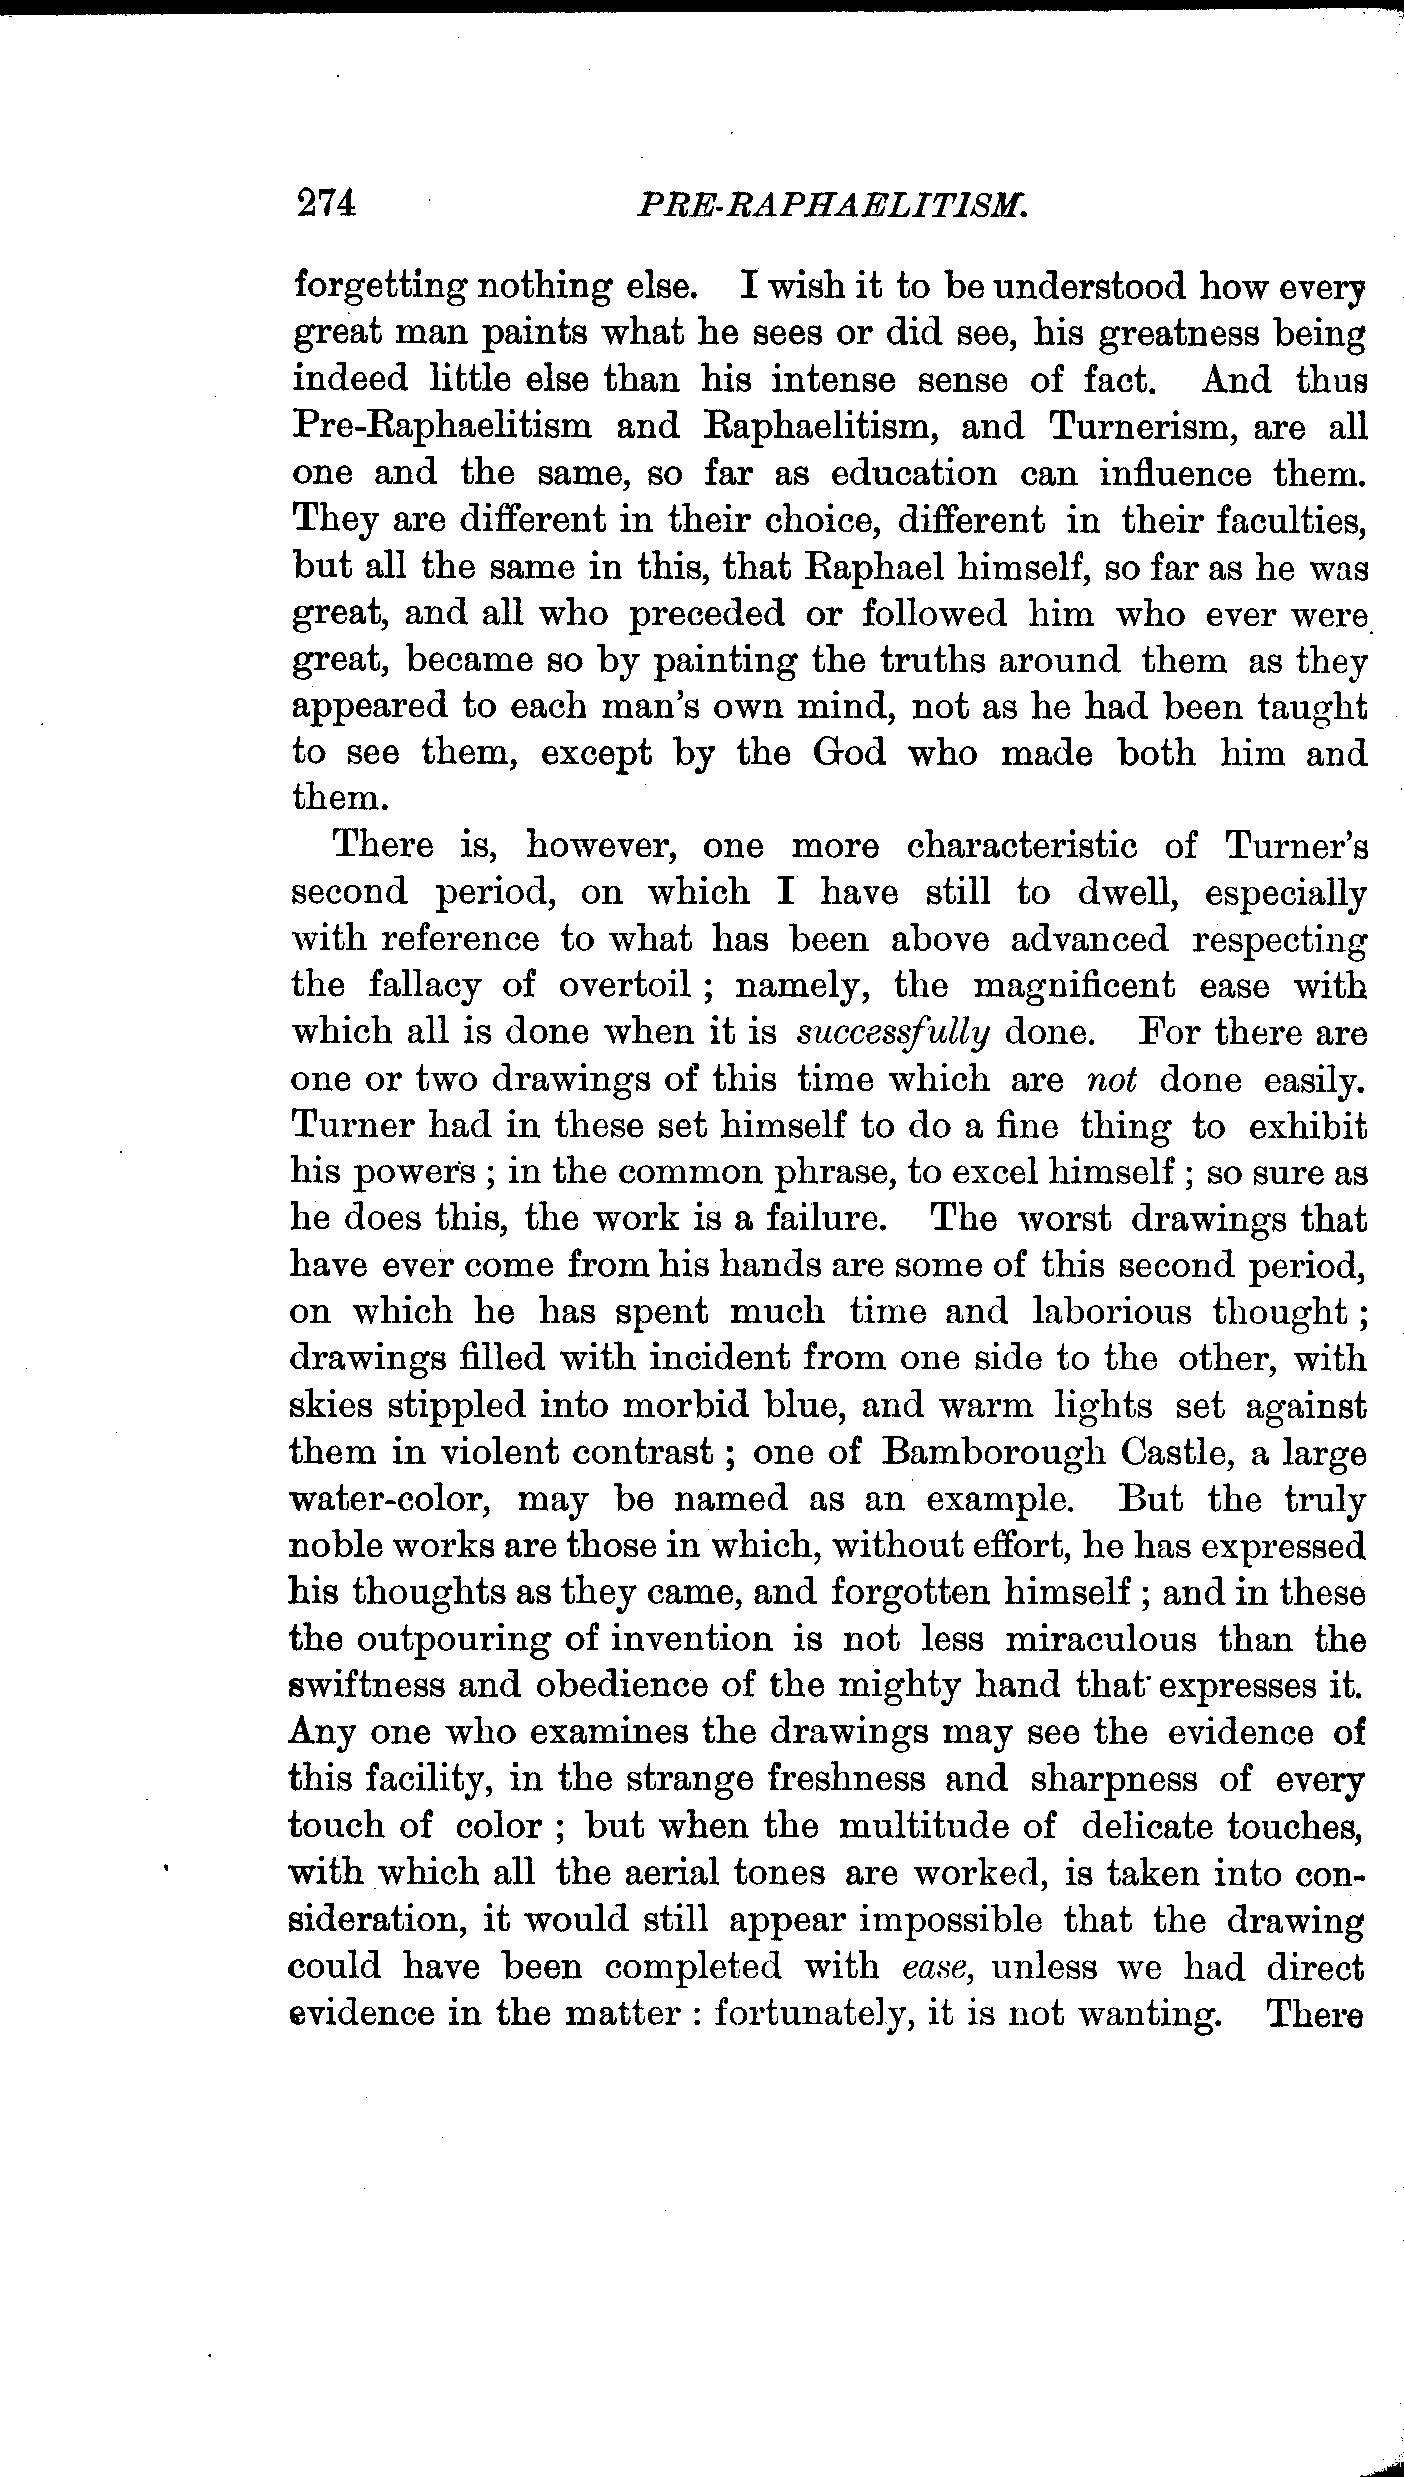 274 PRE-RAPHAELITISM.
forgetting nothing else. I wish it to be understood how every
great man paints what he sees or did see, his greatness being
indeed little else than his intense sense of fact. And thus
Pre-Raphaelitism and Raphaelitism, and Turnerism, are all
one and the same, so far as education can influence them.
They are different in their choice, different in their faculties,
but all the same in this, that Raphael himself, so far as he was
great, and all who preceded or followed him who ever were
great, became so by painting the truths around them as they
appeared to each man's own mind, not as he had been taught
to see them, except by the God who made both him and
them.
There is, however, one more characteristic of Turner's
second period, on which I have still to dwell, especially
with reference to what has been above advanced respecting
the fallacy of overtoil ; namely, the magnificent ease with
which all is done when it is successfully done. For there are
one or two drawings of this time which are not done easily.
Turner had in these set himself to do a fine thing to exhibit
his powers ; in the common phrase, to excel himself ; so sure as
he does this, the work is a failure. The worst drawings that
have ever come from his hands are some of this second period,
on which he has spent much time and laborious thought ;
drawings filled with incident from one side to the other, with
skies stippled into morbid blue, and warm lights set against
them in violent contrast ; one of Bamborough Castle, a large
water-color, may be named as an example. But the truly
noble works are those in which, without effort, he has expressed
his thoughts as they came, and forgotten himself ; and in these
the outpouring of invention is not less miraculous than the
swiftness and obedience of the mighty hand that expresses it.
Any one who examines the drawings may see the evidence of
this facility, in the strange freshness and sharpness of every
touch of color ; but when the multitude of delicate touches,
with which all the aerial tones are worked, is taken into con-
sideration, it would still appear impossible that the drawing
could have been completed with ease, unless we had direct
evidence in the matter : fortunately, it is not wanting. There